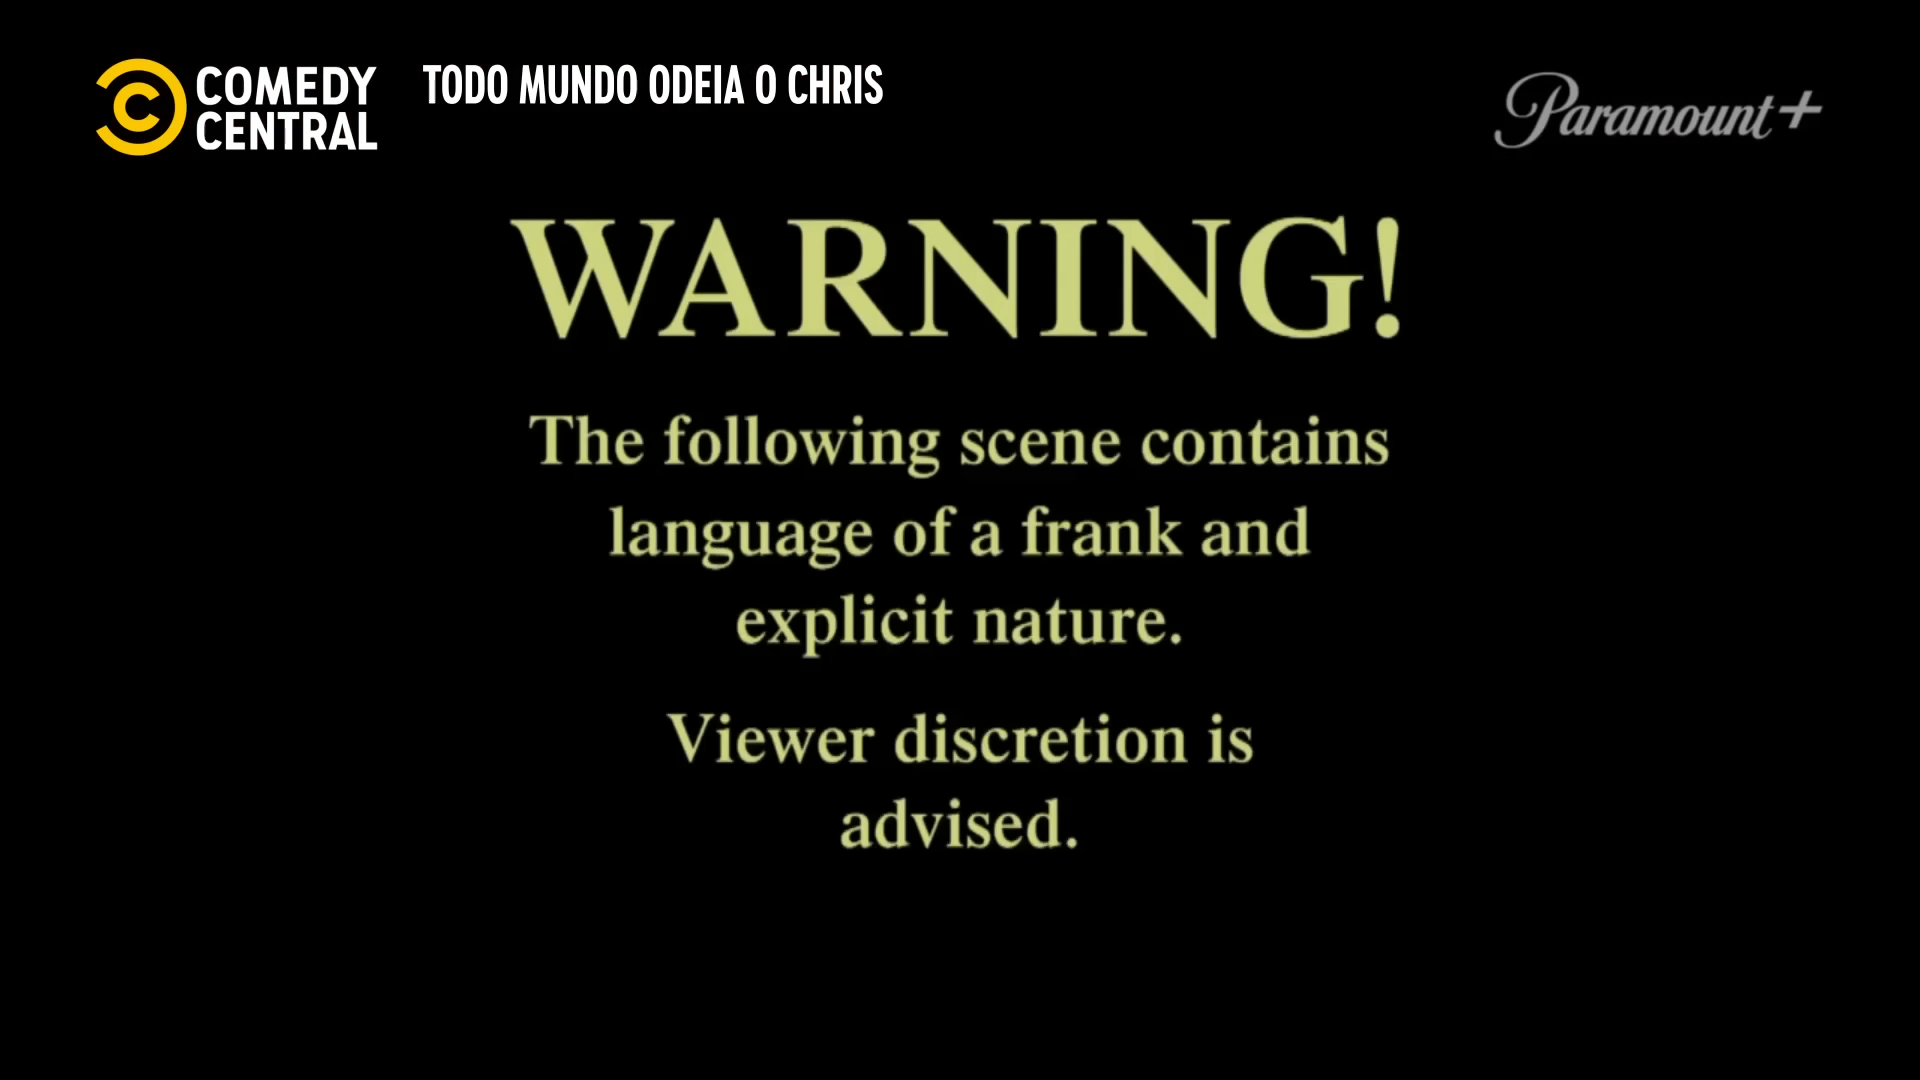 COMEDY
CENTRAL
TODO MUNDO ODEIA O CHRIS
Paramount+
WARNING!
The following scene contains
language of a frank and
explicit nature.
Viewer discretion is
advised.